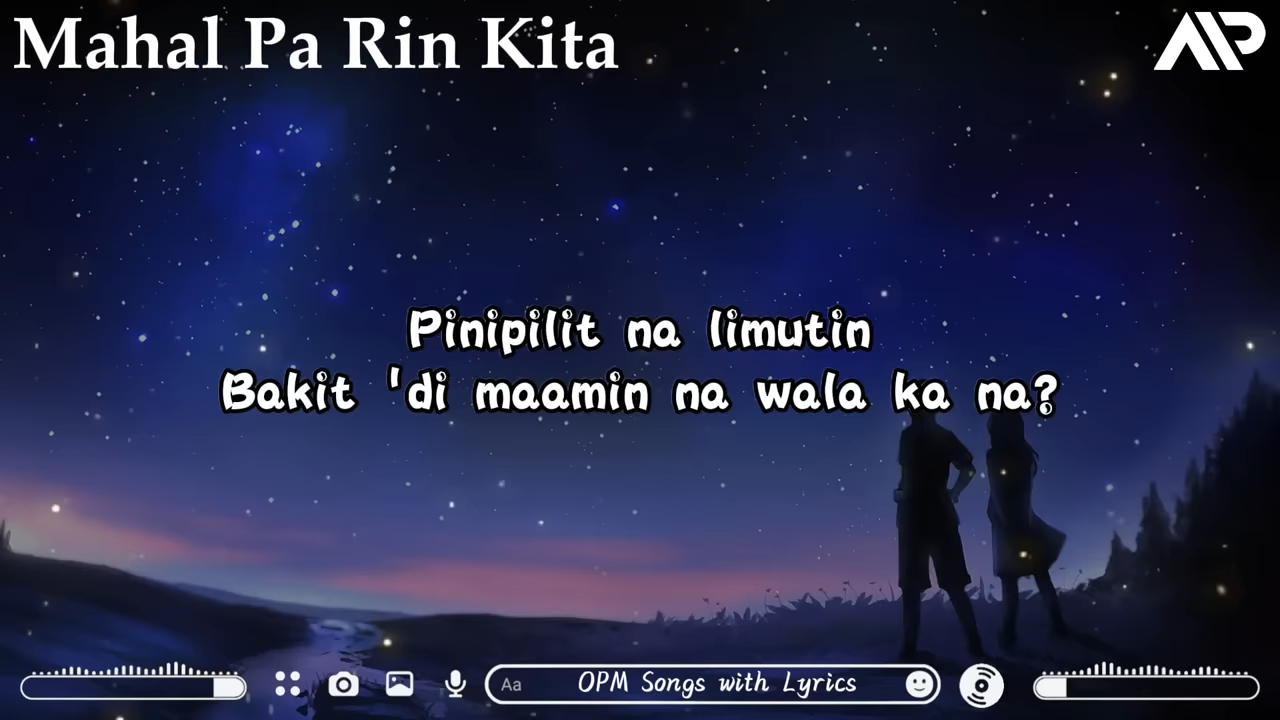 Mahal Pa Rin Kita
AP
Pinipilit na limutin
Bakit 'di maamin na wala ka na?
Aa OPM Songs with Lyrics